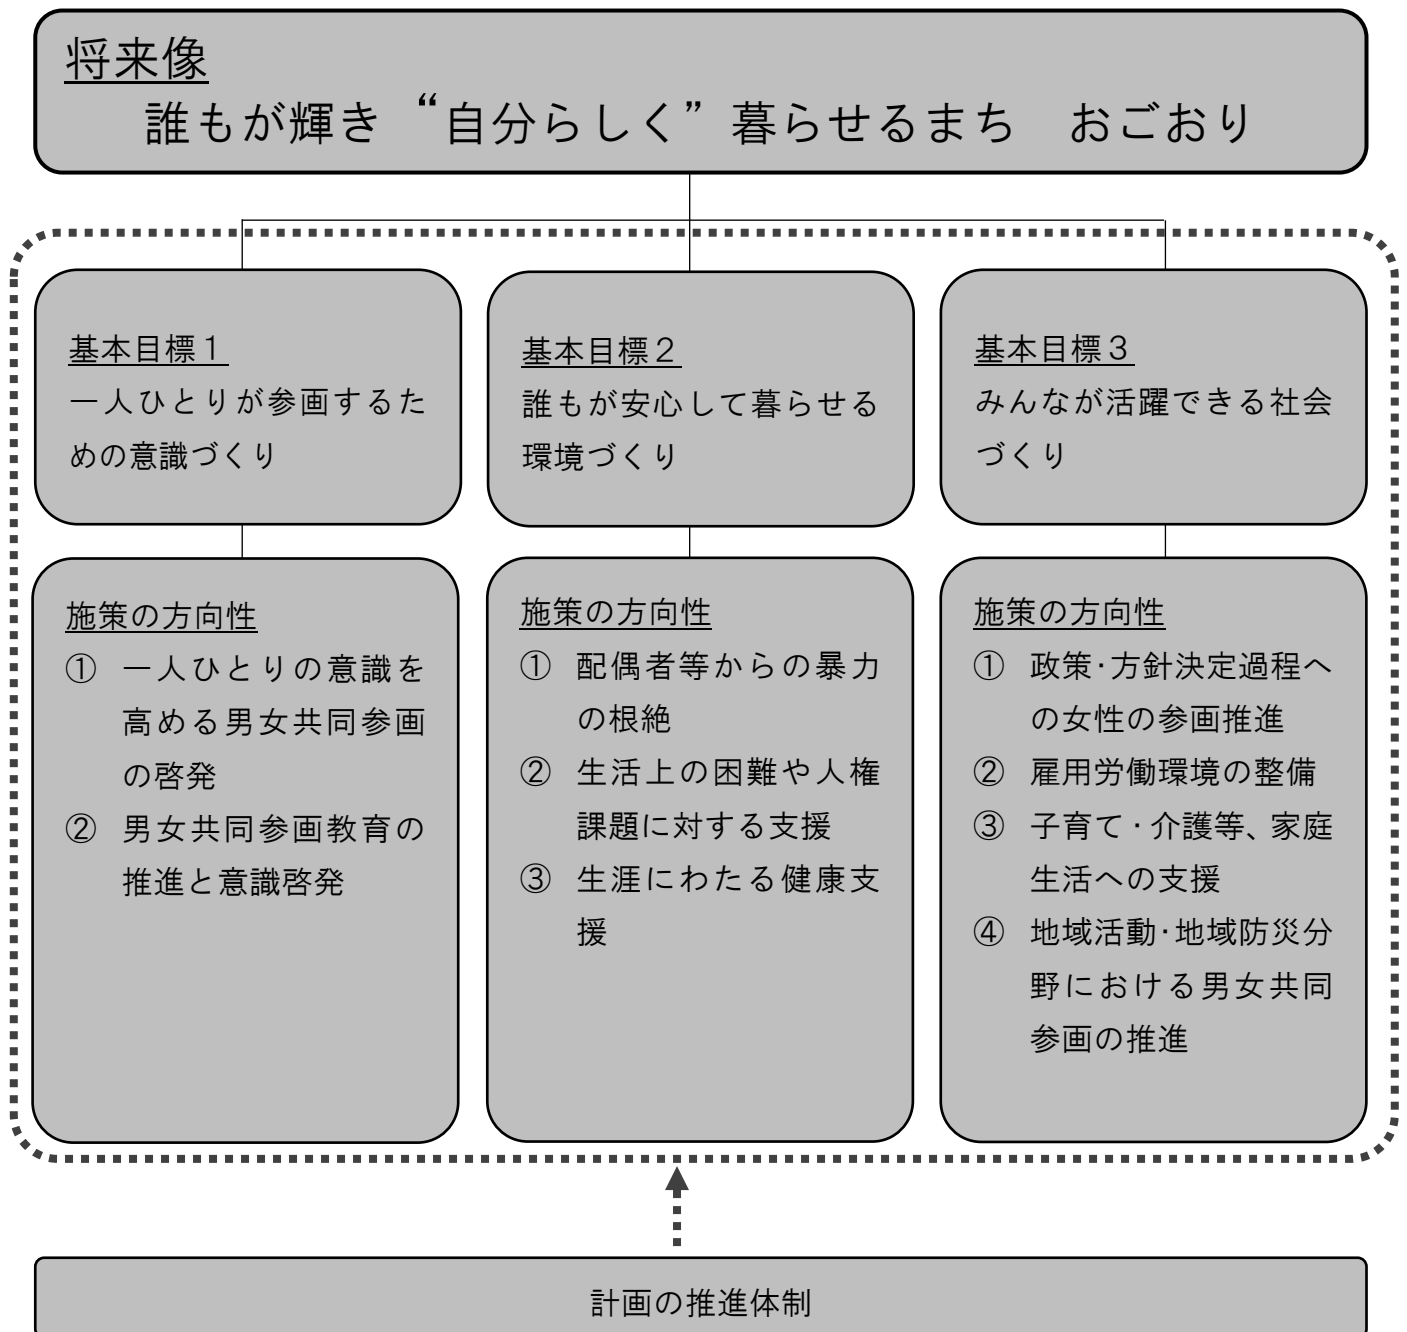 将来像
誰もが輝き “自分らしく” 暮らせるまち　おごおり
基本目標１
一人ひとりが参画するた
めの意識づくり
基本目標２
誰もが安心して暮らせる
環境づくり
基本目標３
みんなが活躍できる社会
づくり
施策の方向性
① 一人ひとりの意識を
高める男女共同参画
の啓発
② 男女共同参画教育の
推進と意識啓発
施策の方向性
① 配偶者等からの暴力
の根絶
② 生活上の困難や人権
課題に対する支援
③ 生涯にわたる健康支
援
施策の方向性
① 政策･方針決定過程へ
の女性の参画推進
② 雇用労働環境の整備
③ 子育て･介護等、家庭
生活への支援
④ 地域活動･地域防災分
野における男女共同
参画の推進
計画の推進体制